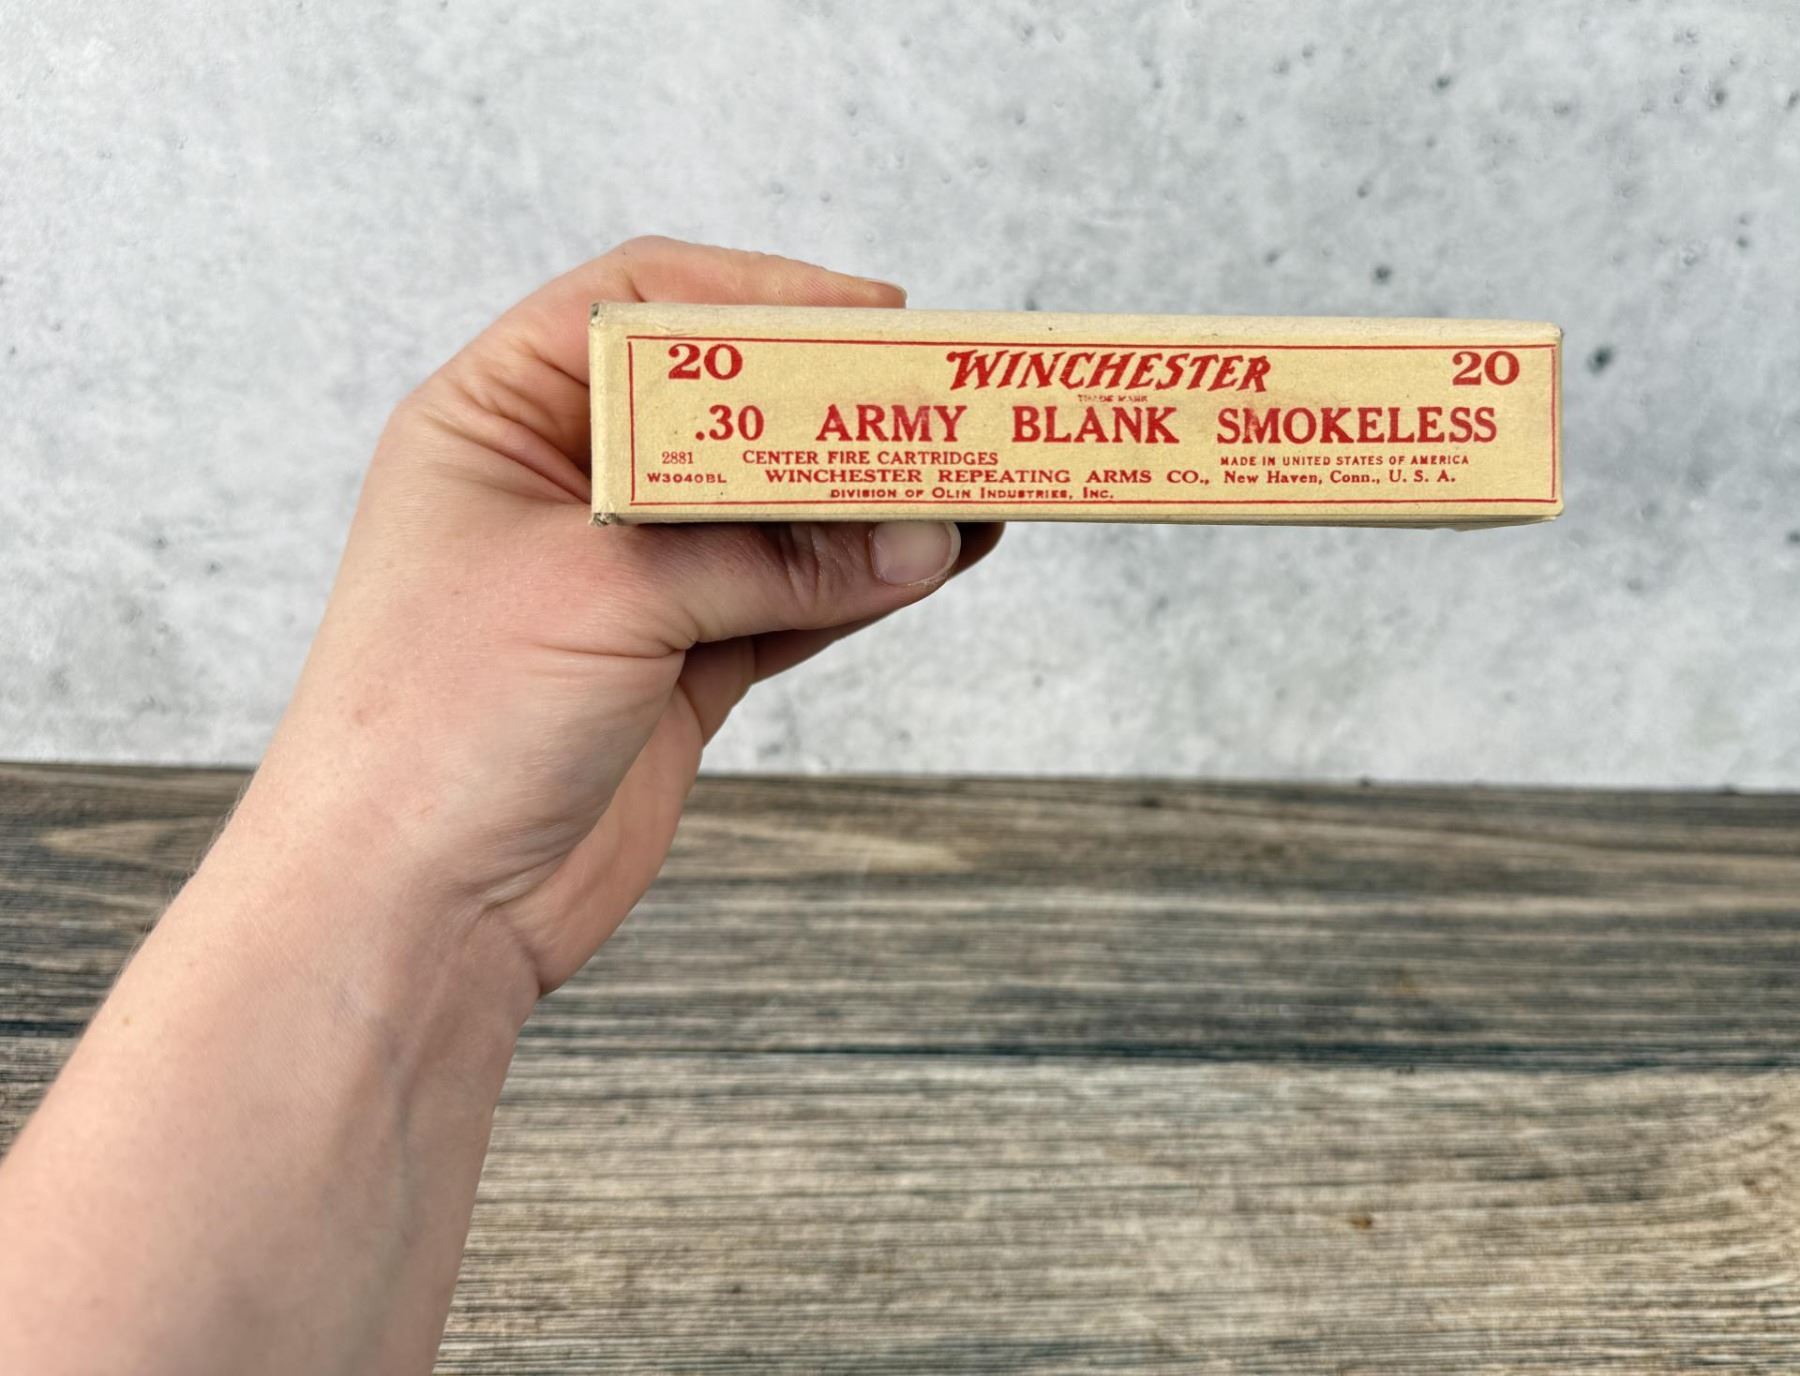 20 WINCHESTER 20
TRADE MARK
.30 ARMY BLANK SMOKELESS
2881 CENTER FIRE CARTRIDGES MADE IN UNITED STATES OF AMERICA
W3040BL WINCHESTER REPEATING ARMS CO., New Haven, Conn., U. S. A.
DIVISION OF OLIN INDUSTRIES, INC.